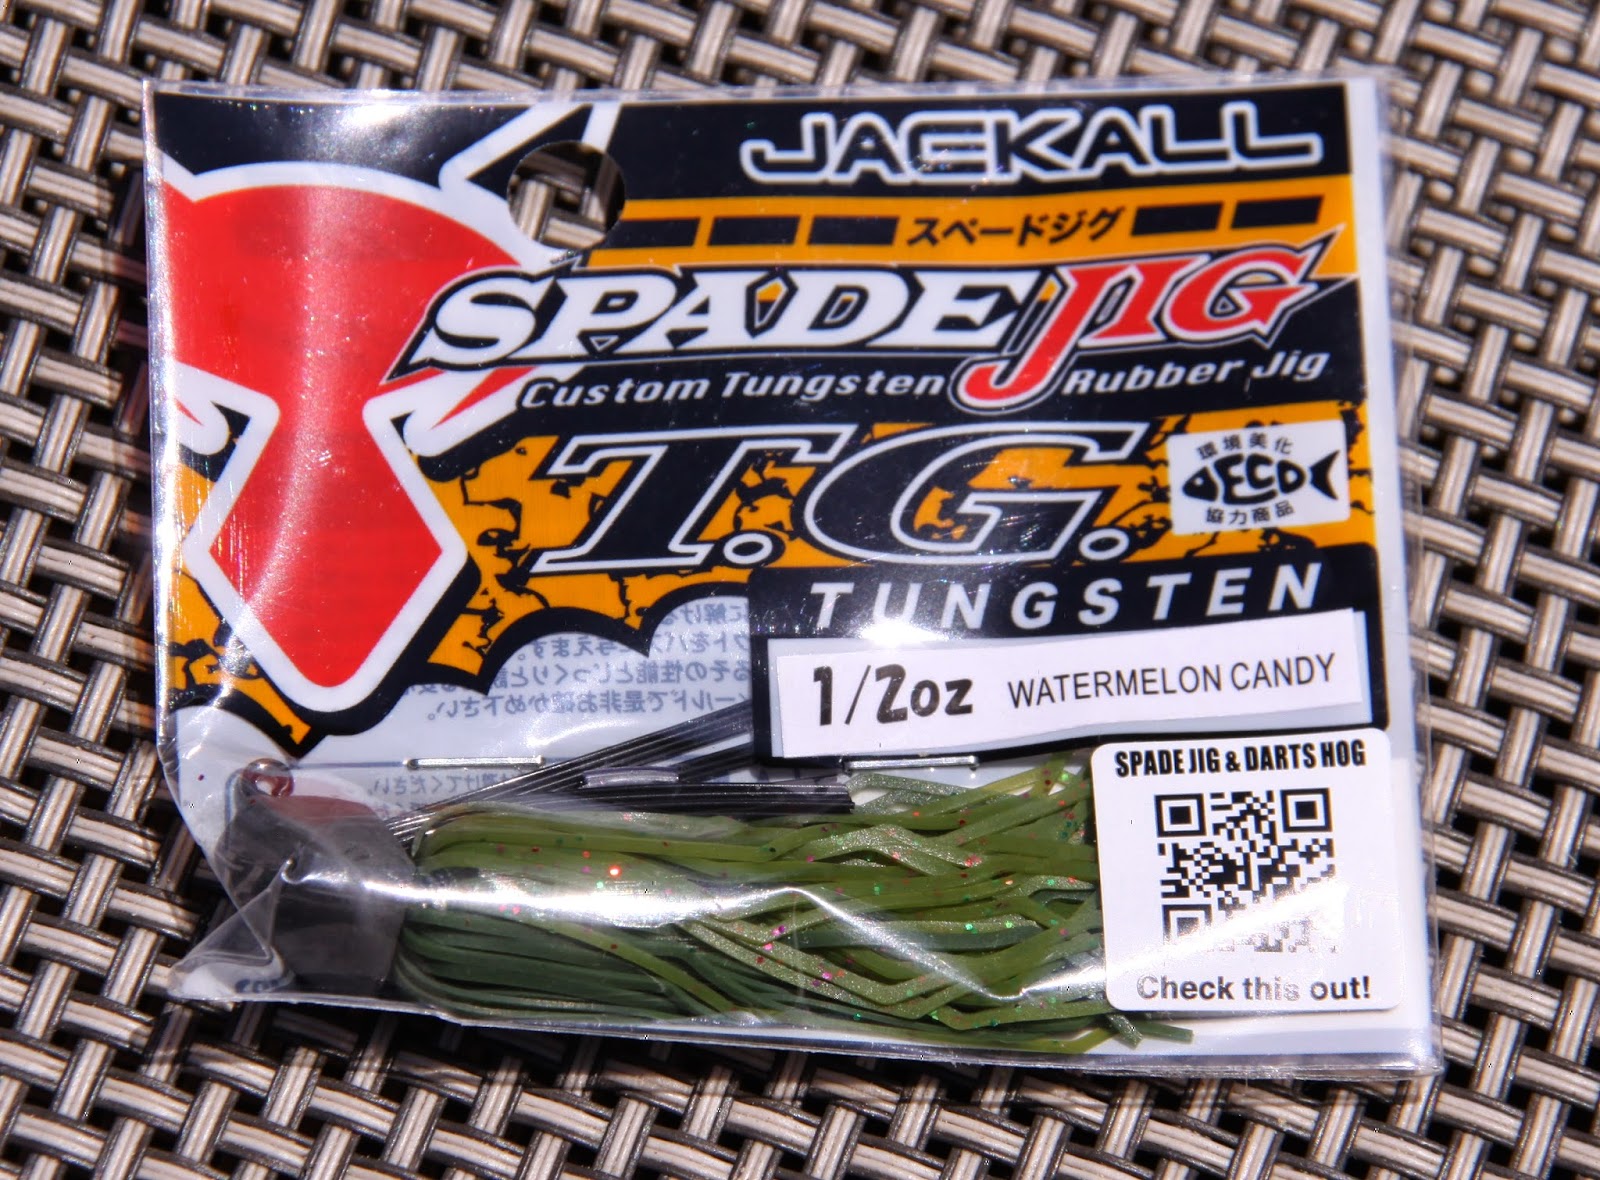 JACKALL
スペードジグ
SPADE JIG
Custom Tungsten Rubber Jig
T.G.
環境美化
ECO
協力商品
TUNGSTEN
1/2oz WATERMELON CANDY
SPADE JIG & DARTS HOG
Check this out!